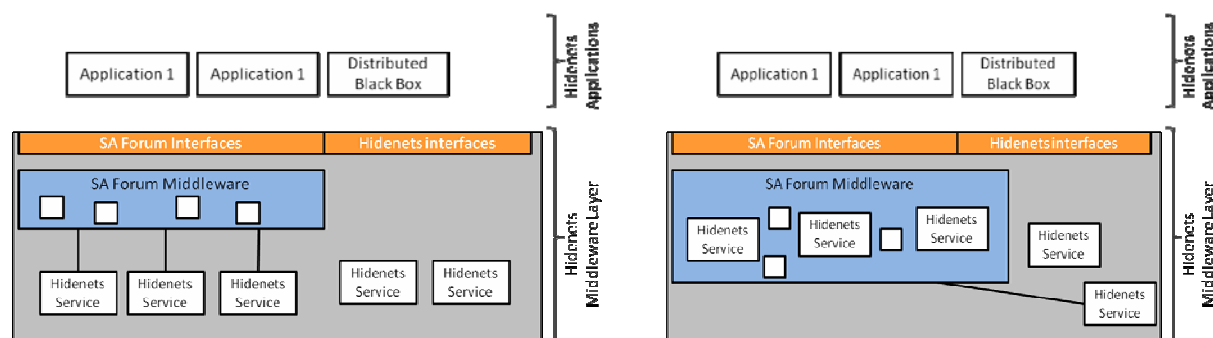 Application 1
Application 1
Distributed
Black Box
Hidenets
Applications
SA Forum Interfaces
Hidenets interfaces
SA Forum Middleware
Hidenets
Service
Hidenets
Service
Hidenets
Service
Hidenets
Service
Hidenets
Service
Hidenets
Middleware Layer
Application 1
Application 1
Distributed
Black Box
Hidenets
Applications
SA Forum Interfaces
Hidenets interfaces
SA Forum Middleware
Hidenets
Service
Hidenets
Service
Hidenets
Service
Hidenets
Service
Hidenets
Service
Hidenets
Middleware Layer